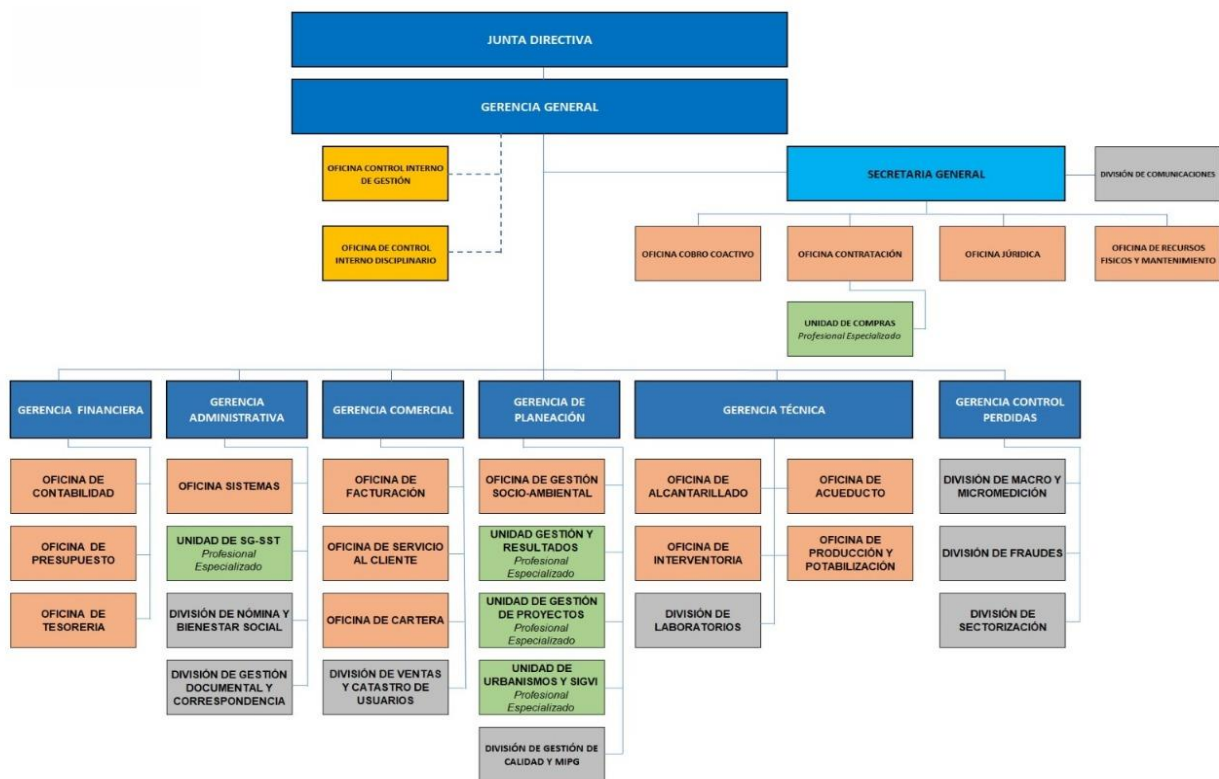 JUNTA DIRECTIVA
GERENCIA GENERAL
OFICINA CONTROL INTERNO
DE GESTIÓN
SECRETARIA GENERAL
DIVISIÓN DE COMUNICACIONES
OFICINA DE CONTROL
INTERNO DISCIPLINARIO
OFICINA COBRO COACTIVO
OFICINA CONTRATACIÓN
OFICINA JÚRIDICA
OFICINA DE RECURSOS
FISICOS Y MANTENIMIENTO
UNIDAD DE COMPRAS
Profesional Especializado
GERENCIA FINANCIERA
GERENCIA
ADMINISTRATIVA
GERENCIA COMERCIAL
GERENCIA DE
PLANEACIÓN
GERENCIA TÉCNICA
GERENCIA CONTROL
PERDIDAS
OFICINA DE
CONTABILIDAD
OFICINA DE
PRESUPUESTO
OFICINA DE
TESORERIA
OFICINA SISTEMAS
UNIDAD DE SG-SST
Profesional
Especializado
DIVISIÓN DE NÓMINA Y
BIENESTAR SOCIAL
DIVISIÓN DE GESTIÓN
DOCUMENTAL Y
CORRESPONDENCIA
OFICINA DE
FACTURACIÓN
OFICINA DE SERVICIO
AL CLIENTE
OFICINA DE CARTERA
DIVISIÓN DE VENTAS
Y CATASTRO DE
USUARIOS
OFICINA DE GESTIÓN
SOCIO-AMBIENTAL
UNIDAD GESTIÓN Y
RESULTADOS
Profesional
Especializado
UNIDAD DE GESTIÓN
DE PROYECTOS
Profesional
Especializado
UNIDAD DE
URBANISMOS Y SIGVI
Profesional
Especializado
DIVISIÓN DE GESTIÓN DE
CALIDAD Y MIPG
OFICINA DE
ALCANTARILLADO
OFICINA DE
ACUEDUCTO
OFICINA DE
INTERVENTORIA
OFICINA DE
PRODUCCIÓN Y
POTABILIZACIÓN
DIVISIÓN DE
LABORATORIOS
DIVISIÓN DE MACRO Y
MICROMEDICIÓN
DIVISIÓN DE FRAUDES
DIVISIÓN DE
SECTORIZACIÓN